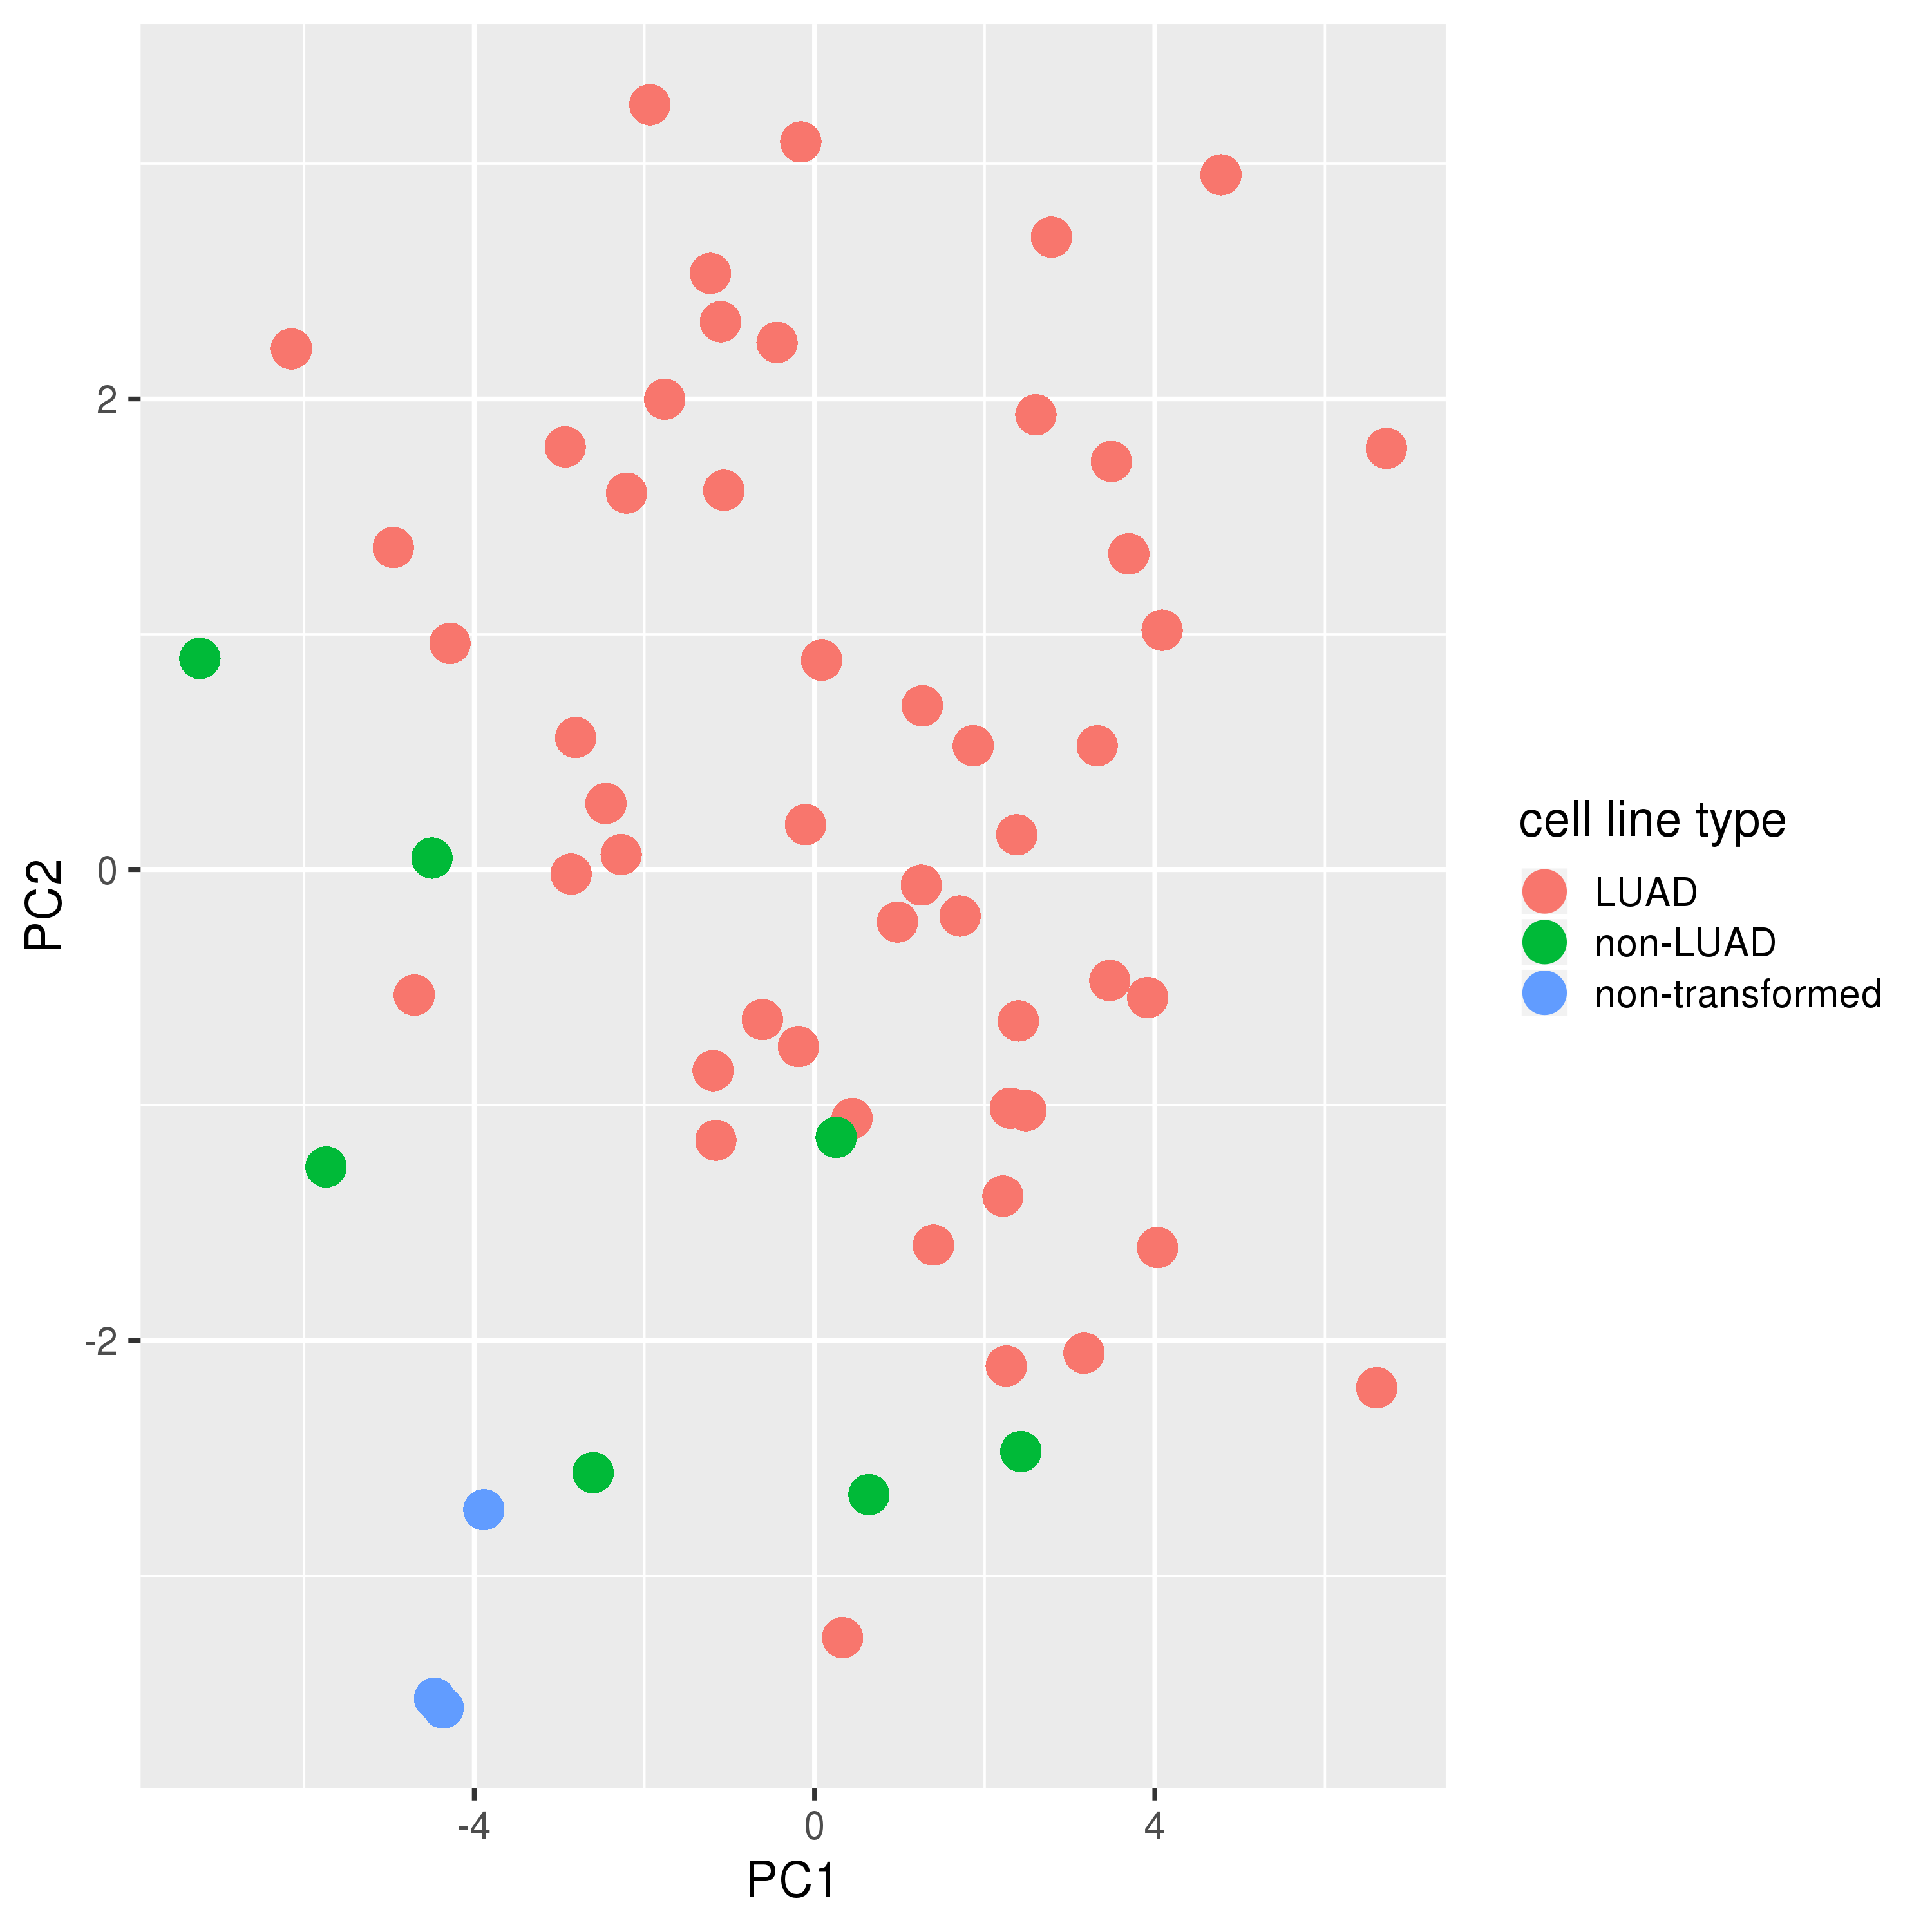 2
0
-2
-4
0
4
PC1
PC2
cell line type
LUAD
non-LUAD
non-transformed